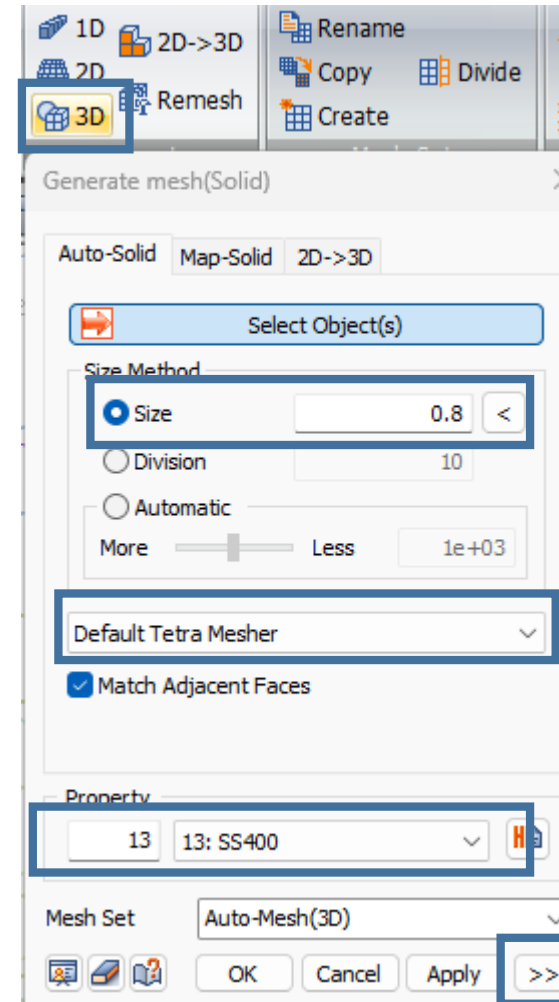 1D 2D->3D Rename
2D Copy Divide
3D Remesh Create
Generate mesh(Solid)
Auto-Solid Map-Solid 2D->3D
Select Object(s)
Size Method
Size 0.8 <
Division 10
Automatic
More Less 1e+03
Default Tetra Mesher
Match Adjacent Faces
Property
13 13: SS400
Mesh Set Auto-Mesh(3D)
OK Cancel Apply >>